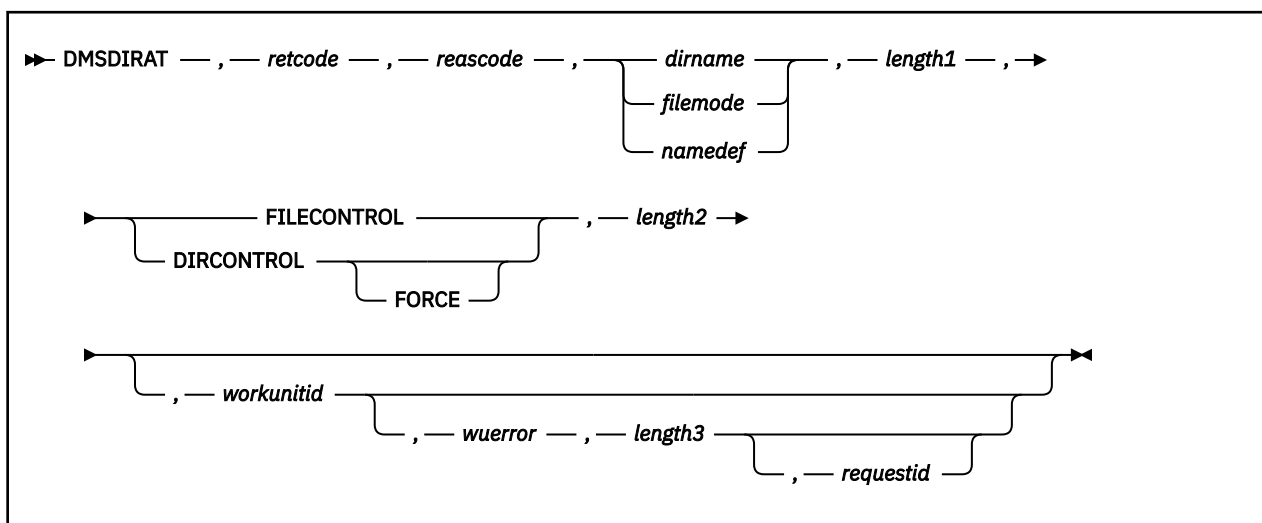 DMSDIRAT , retcode , reascode , dirname , length1 ,
filemode
namedef
FILECONTROL , length2
DIRCONTROL
FORCE
, workunitid
, wuerror , length3
, requestid